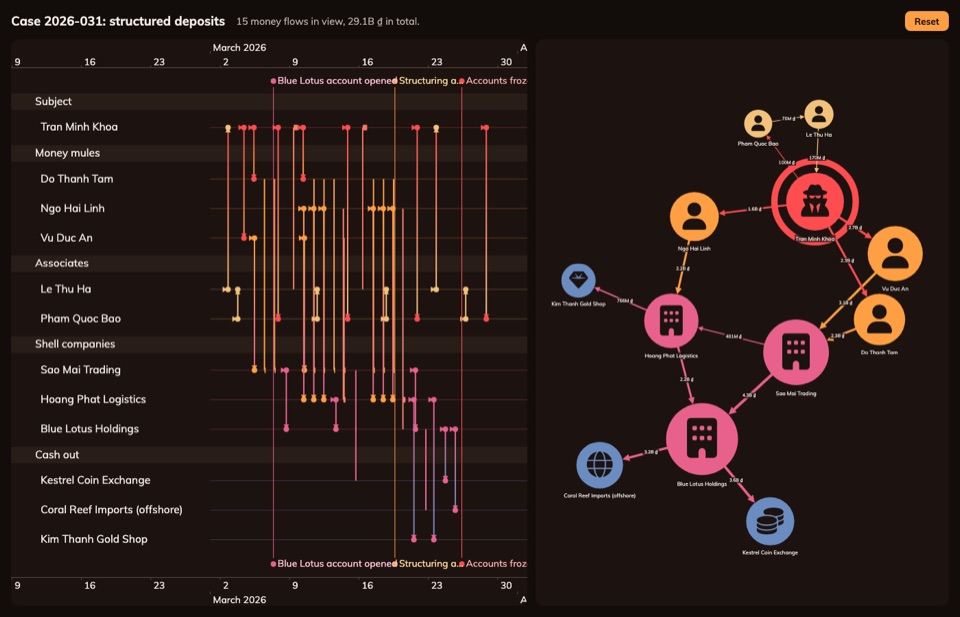 Case 2026-031: structured deposits
15 money flows in view, 29.1B ₫ in total.
Reset
March 2026
A
9 16 23 2 9 16 23 30
Blue Lotus account opened
Structuring a...
Accounts froz
Subject
Tran Minh Khoa
Money mules
Do Thanh Tam
Ngo Hai Linh
Vu Duc An
Associates
Le Thu Ha
Pham Quoc Bao
Shell companies
Sao Mai Trading
Hoang Phat Logistics
Blue Lotus Holdings
Cash out
Kestrel Coin Exchange
Coral Reef Imports (offshore)
Kim Thanh Gold Shop
Blue Lotus account opened
Structuring a...
Accounts froz
9 16 23 2 9 16 23 30
March 2026
A
Le Thu Ha
Pham Quoc Bao
Tran Minh Khoa
Ngo Hai Linh
Vu Duc An
Kim Thanh Gold Shop
Do Thanh Tam
Hoang Phat Logistics
Sao Mai Trading
Blue Lotus Holdings
Coral Reef Imports (offshore)
Kestrel Coin Exchange